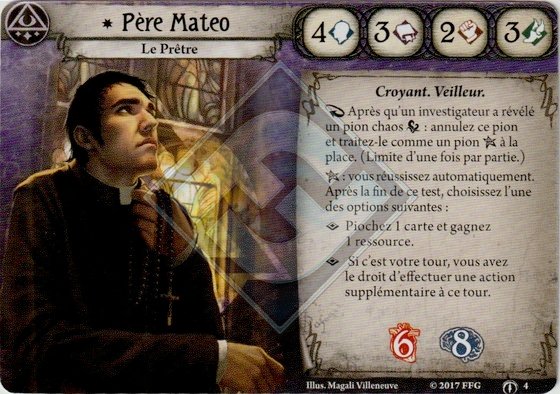 * Père Mateo
Le Prêtre
4 3 2 3
Croyant. Veilleur.
Après qu'un investigateur a révélé
un pion chaos : annulez ce pion
et traitez-le comme un pion à la
place. (Limite d'une fois par partie.)
: vous réussissez automatiquement.
Après la fin de ce test, choisissez l'une
des options suivantes :
Piochez 1 carte et gagnez
1 ressource.
Si c'est votre tour, vous avez
le droit d'effectuer une action
supplémentaire à ce tour.
6 8
Illus. Magali Villeneuve © 2017 FFG 4